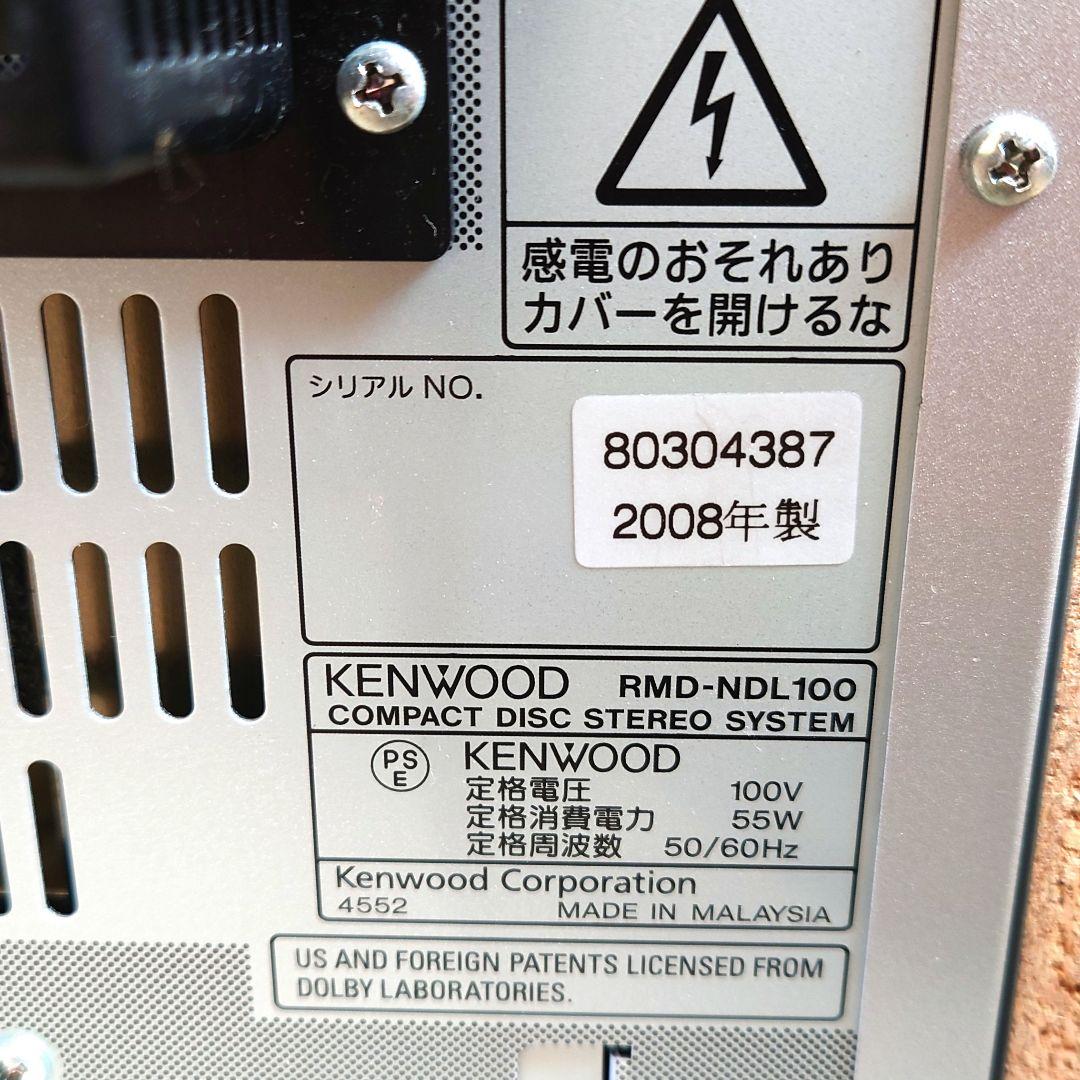 感電のおそれあり
カバーを開けるな
シリアル NO.
80304387
2008年製
KENWOOD RMD-NDL100
COMPACT DISC STEREO SYSTEM
PS
E
KENWOOD
定格電圧 100V
定格消費電力 55W
定格周波数 50/60Hz
Kenwood Corporation
4552 MADE IN MALAYSIA
US AND FOREIGN PATENTS LICENSED FROM
DOLBY LABORATORIES.